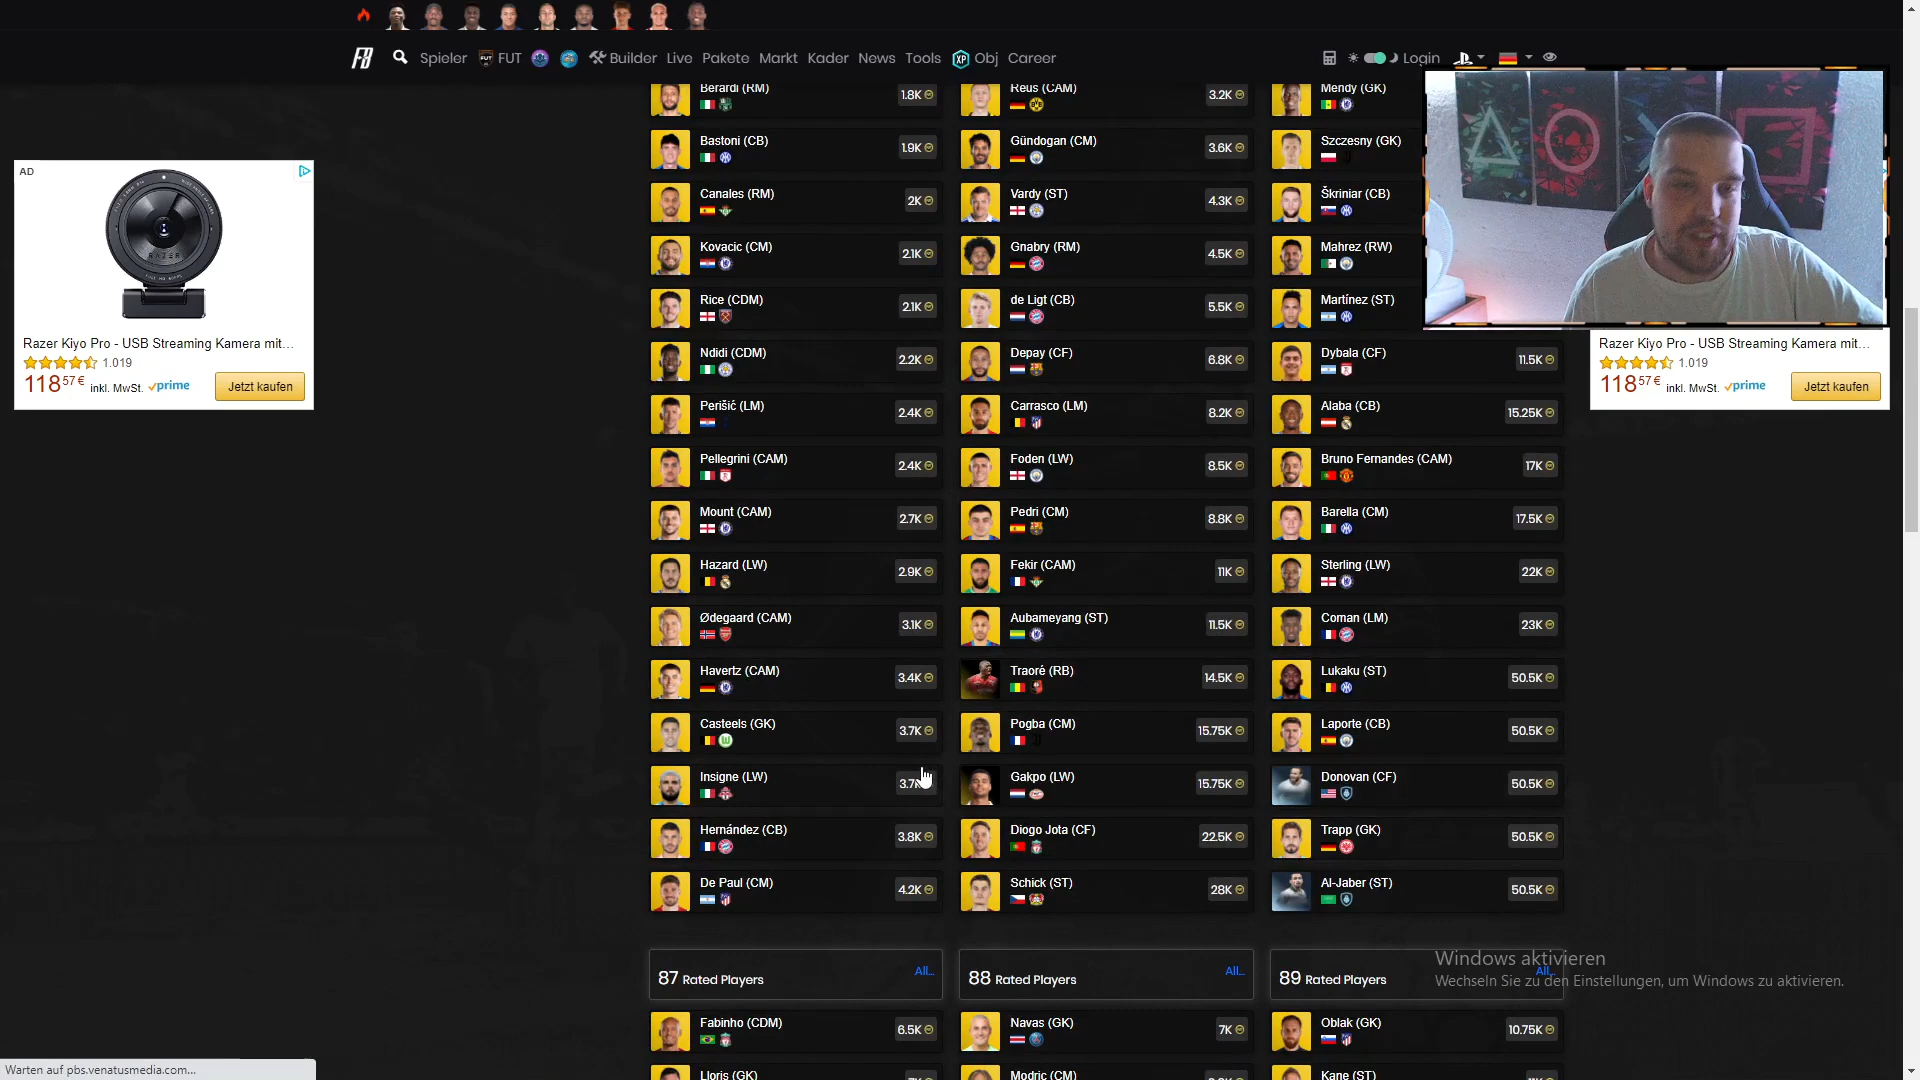 Spieler FUT Builder Live Pakete Markt Kader News Tools XP Obj Career Login
AD
Razer Kiyo Pro - USB Streaming Kamera mit...
1.019
118 57 € inkl. MwSt. prime Jetzt kaufen
Razer Kiyo Pro - USB Streaming Kamera mit...
1.019
118 57 € inkl. MwSt. prime Jetzt kaufen
Berardi (RM) 1.8K
Bastoni (CB) 1.9K
Canales (RM) 2K
Kovacic (CM) 2.1K
Rice (CDM) 2.1K
Ndidi (CDM) 2.2K
Perišić (LM) 2.4K
Pellegrini (CAM) 2.4K
Mount (CAM) 2.7K
Hazard (LW) 2.9K
Ødegaard (CAM) 3.1K
Havertz (CAM) 3.4K
Casteels (GK) 3.7K
Insigne (LW) 3.7K
Hernández (CB) 3.8K
De Paul (CM) 4.2K
Reus (CAM) 3.2K
Gündogan (CM) 3.6K
Vardy (ST) 4.3K
Gnabry (RM) 4.5K
de Ligt (CB) 5.5K
Depay (CF) 6.8K
Carrasco (LM) 8.2K
Foden (LW) 8.5K
Pedri (CM) 8.8K
Fekir (CAM) 11K
Aubameyang (ST) 11.5K
Traoré (RB) 14.5K
Pogba (CM) 15.75K
Gakpo (LW) 15.75K
Diogo Jota (CF) 22.5K
Schick (ST) 28K
Mendy (GK)
Szczesny (GK)
Škriniar (CB)
Mahrez (RW)
Martínez (ST)
Dybala (CF) 11.5K
Alaba (CB) 15.25K
Bruno Fernandes (CAM) 17K
Barella (CM) 17.5K
Sterling (LW) 22K
Coman (LM) 23K
Lukaku (ST) 50.5K
Laporte (CB) 50.5K
Donovan (CF) 50.5K
Trapp (GK) 50.5K
Al-Jaber (ST) 50.5K
87 Rated Players All...
Fabinho (CDM) 6.5K
Lloris (GK)
88 Rated Players All...
Navas (GK) 7K
Modric (CM)
89 Rated Players All...
Oblak (GK) 10.75K
Kane (ST)
Windows aktivieren
Wechseln Sie zu den Einstellungen, um Windows zu aktivieren.
Warten auf pbs.venatusmedia.com...